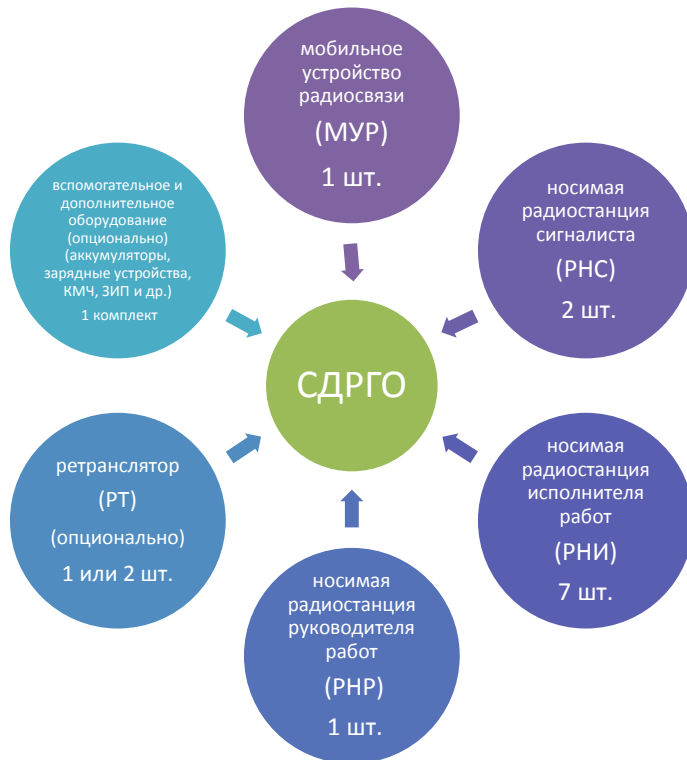 мобильное
устройство
радиосвязи
(МУР)
1 шт.
носимая
радиостанция
сигналиста
(РНС)
2 шт.
носимая
радиостанция
исполнителя
работ
(РНИ)
7 шт.
носимая
радиостанция
руководителя
работ
(РНР)
1 шт.
ретранслятор
(РТ)
(опционально)
1 или 2 шт.
вспомогательное и
дополнительное
оборудование
(опционально)
(аккумуляторы,
зарядные устройства,
КМЧ, ЗИП и др.)
1 комплект
СДРГО